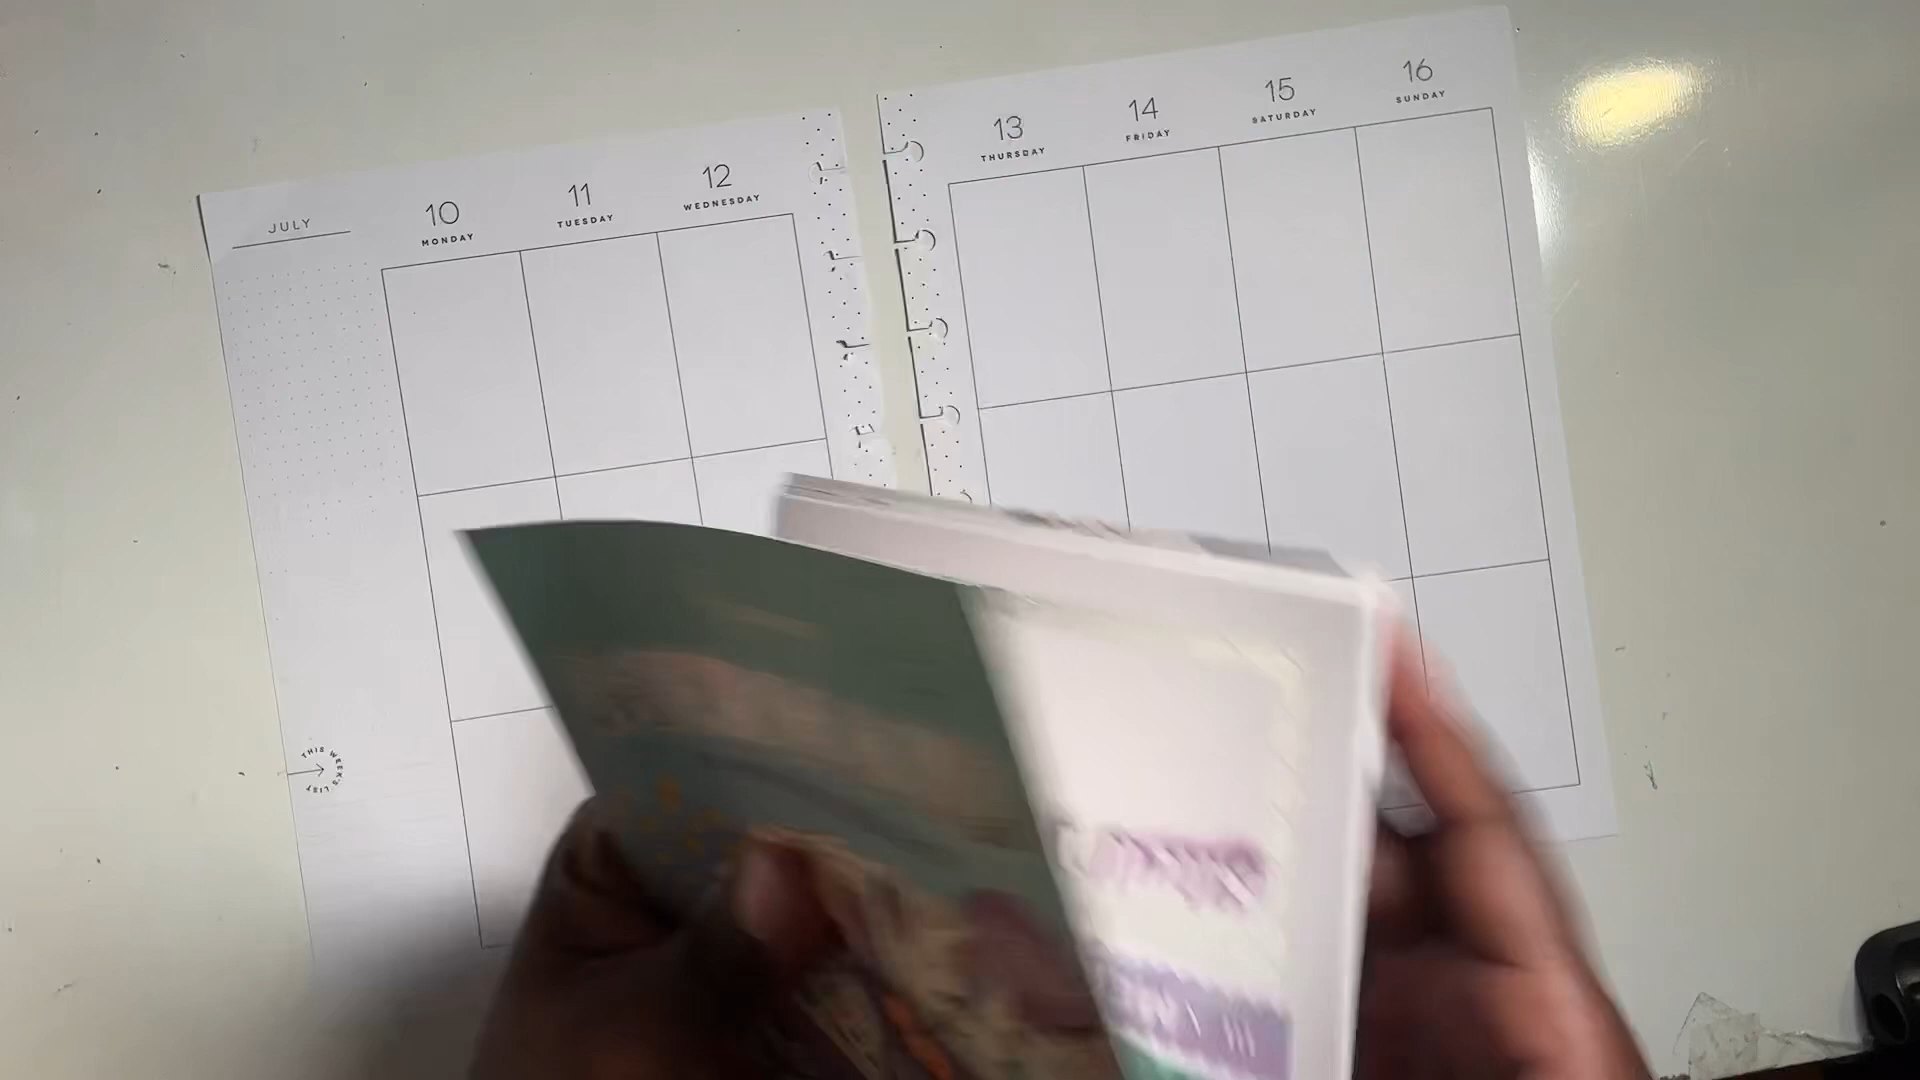 JULY
10
MONDAY
11
TUESDAY
12
WEDNESDAY
13
THURSDAY
14
FRIDAY
15
SATURDAY
16
SUNDAY
THIS WEEK'S LIST